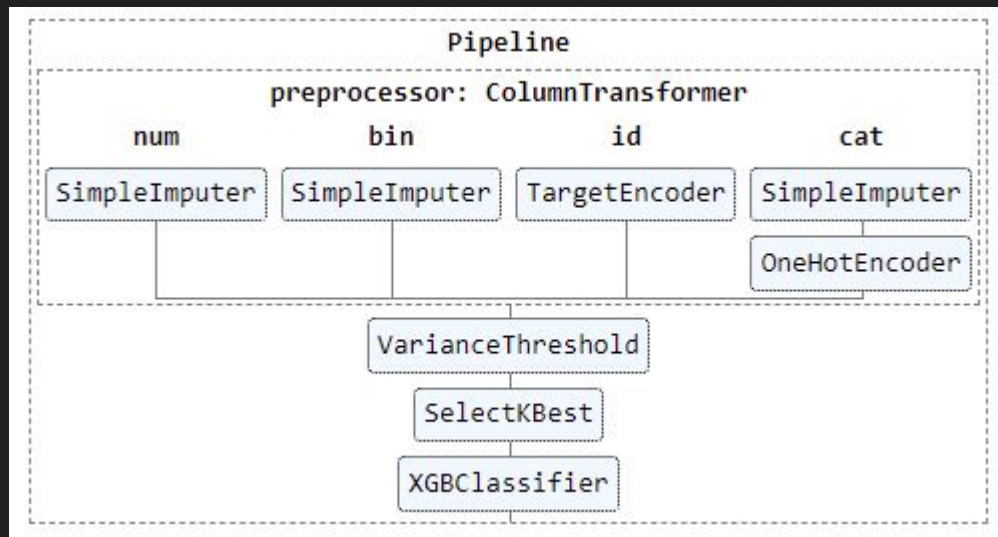 Pipeline
preprocessor: ColumnTransformer
num bin id cat
SimpleImputer SimpleImputer TargetEncoder SimpleImputer
OneHotEncoder
VarianceThreshold
SelectKBest
XGBClassifier